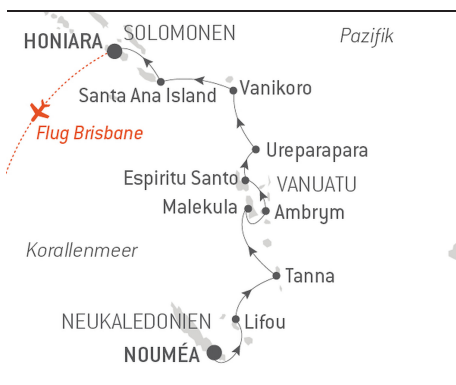 SOLOMONEN
HONIARA
Pazifik
Santa Ana Island
Vanikoro
Flug Brisbane
Ureparapara
Espiritu Santo
VANUATU
Malekula
Ambrym
Korallenmeer
Tanna
NEUKALEDONIEN
Lifou
NOUMÉA